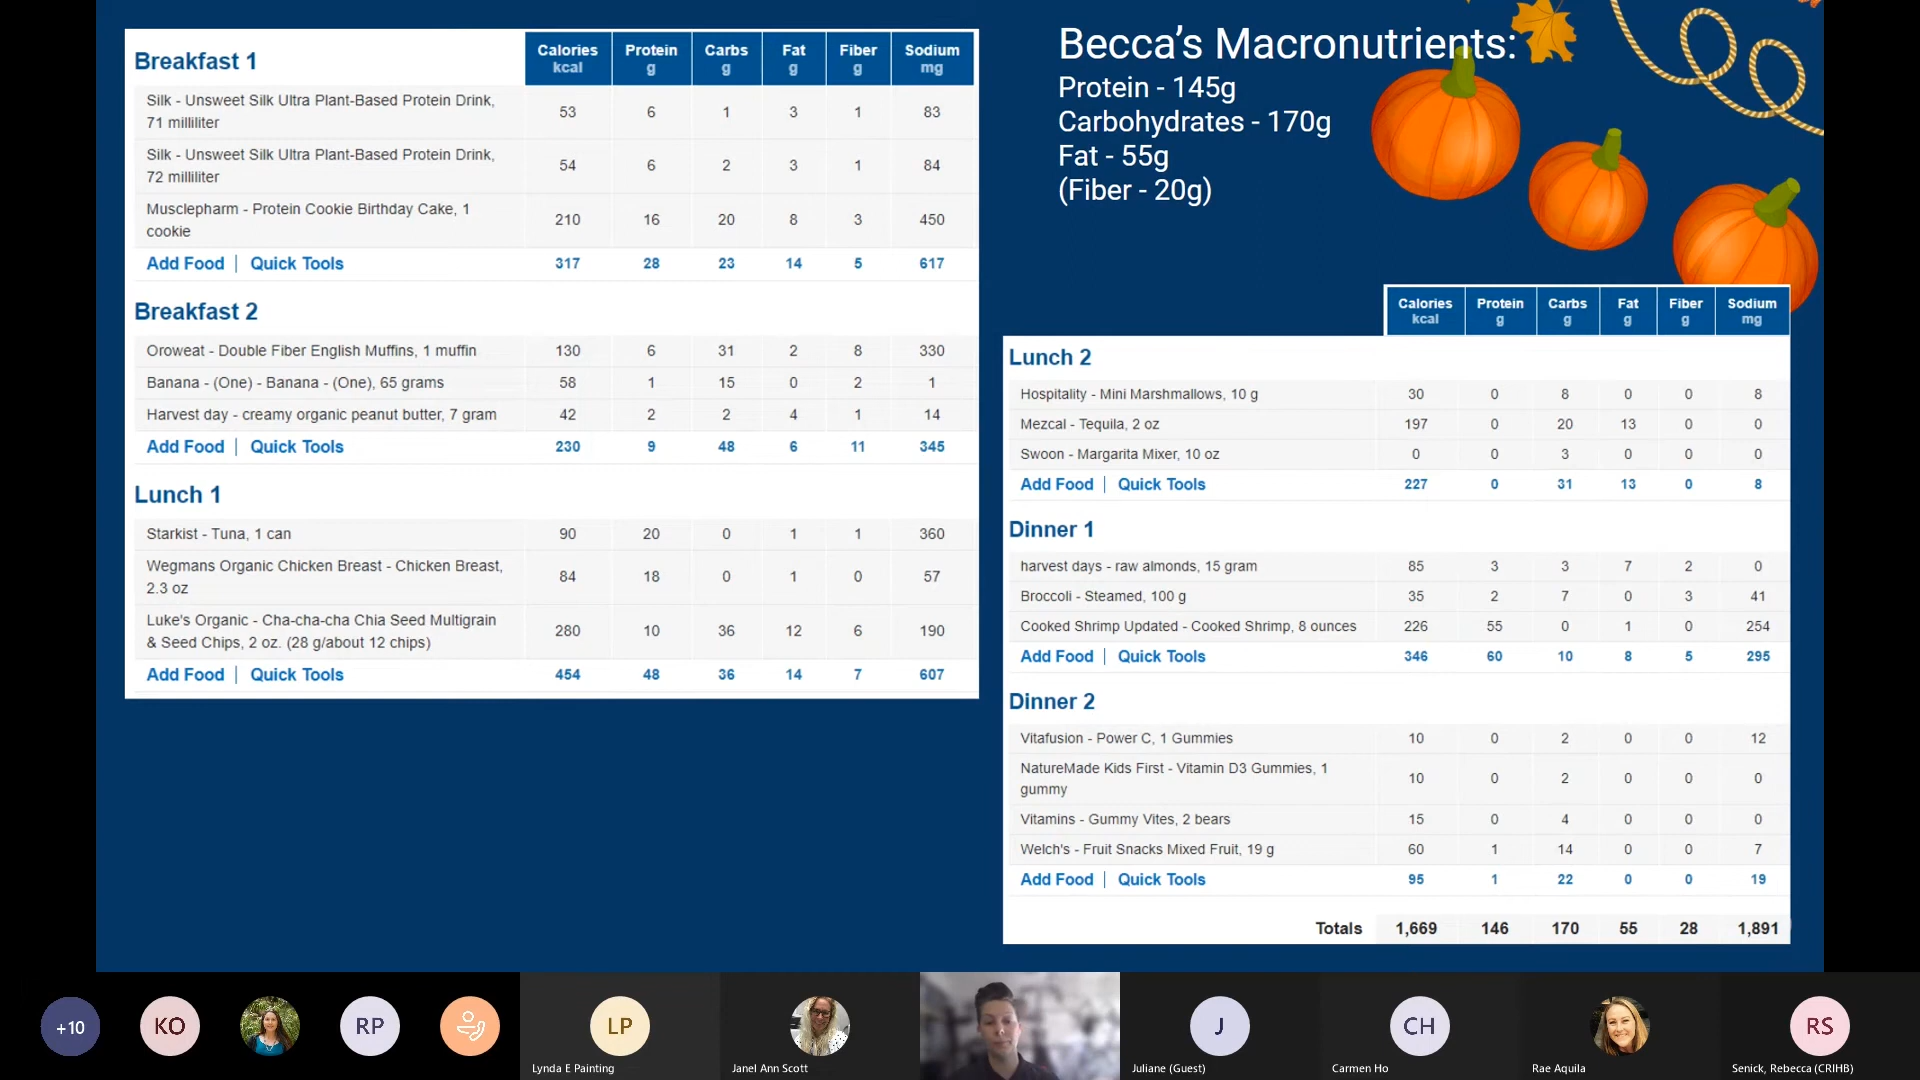 Breakfast 1 Calories kcal Protein g Carbs g Fat g Fiber g Sodium mg
Silk - Unsweet Silk Ultra Plant-Based Protein Drink,
71 milliliter 53 6 1 3 1 83
Silk - Unsweet Silk Ultra Plant-Based Protein Drink,
72 milliliter 54 6 2 3 1 84
Musclepharm - Protein Cookie Birthday Cake, 1
cookie 210 16 20 8 3 450
Add Food | Quick Tools 317 28 23 14 5 617
Breakfast 2
Oroweat - Double Fiber English Muffins, 1 muffin 130 6 31 2 8 330
Banana - (One) - Banana - (One), 65 grams 58 1 15 0 2 1
Harvest day - creamy organic peanut butter, 7 gram 42 2 2 4 1 14
Add Food | Quick Tools 230 9 48 6 11 345
Lunch 1
Starkist - Tuna, 1 can 90 20 0 1 1 360
Wegmans Organic Chicken Breast - Chicken Breast,
2.3 oz 84 18 0 1 0 57
Luke's Organic - Cha-cha-cha Chia Seed Multigrain
& Seed Chips, 2 oz. (28 g/about 12 chips) 280 10 36 12 6 190
Add Food | Quick Tools 454 48 36 14 7 607
Becca's Macronutrients:
Protein - 145g
Carbohydrates - 170g
Fat - 55g
(Fiber - 20g)
Calories kcal Protein g Carbs g Fat g Fiber g Sodium mg
Lunch 2
Hospitality - Mini Marshmallows, 10 g 30 0 8 0 0 8
Mezcal - Tequila, 2 oz 197 0 20 13 0 0
Swoon - Margarita Mixer, 10 oz 0 0 3 0 0 0
Add Food | Quick Tools 227 0 31 13 0 8
Dinner 1
harvest days - raw almonds, 15 gram 85 3 3 7 2 0
Broccoli - Steamed, 100 g 35 2 7 0 3 41
Cooked Shrimp Updated - Cooked Shrimp, 8 ounces 226 55 0 1 0 254
Add Food | Quick Tools 346 60 10 8 5 295
Dinner 2
Vitafusion - Power C, 1 Gummies 10 0 2 0 0 12
NatureMade Kids First - Vitamin D3 Gummies, 1
gummy 10 0 2 0 0 0
Vitamins - Gummy Vites, 2 bears 15 0 4 0 0 0
Welch's - Fruit Snacks Mixed Fruit, 19 g 60 1 14 0 0 7
Add Food | Quick Tools 95 1 22 0 0 19
Totals 1,669 146 170 55 28 1,891
+10 KO RP LP J CH RS
Lynda E Painting Janel Ann Scott Juliane (Guest) Carmen Ho Rae Aquila Senick, Rebecca (CRIHB)